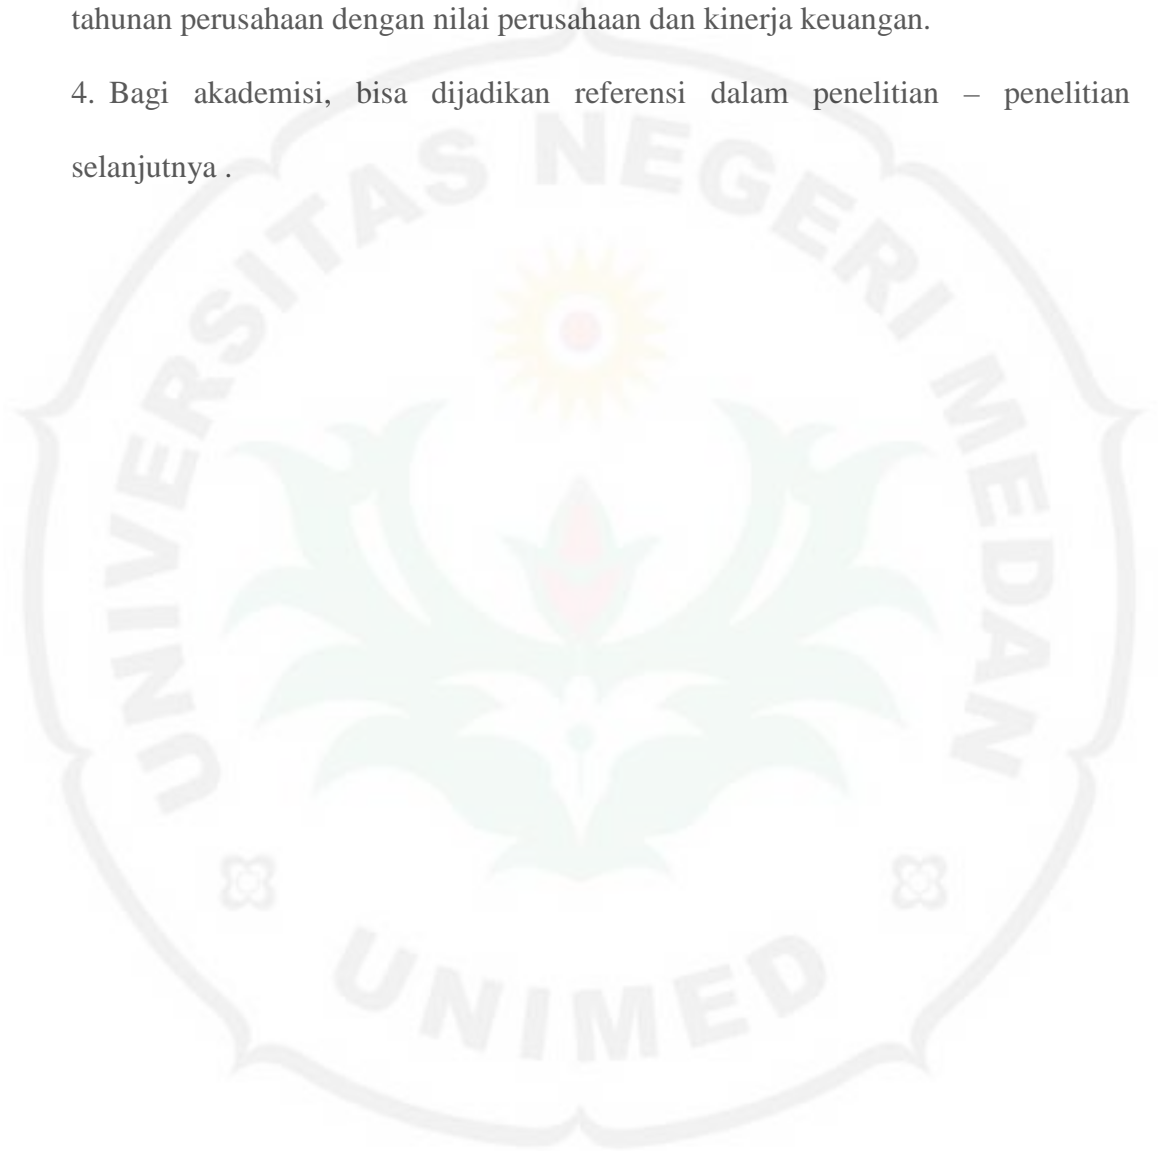 tahunan perusahaan dengan nilai perusahaan dan kinerja keuangan.
4. Bagi akademisi, bisa dijadikan referensi dalam penelitian – penelitian
selanjutnya .
UNIVERSITAS NEGERI MEDAN
UNIMED